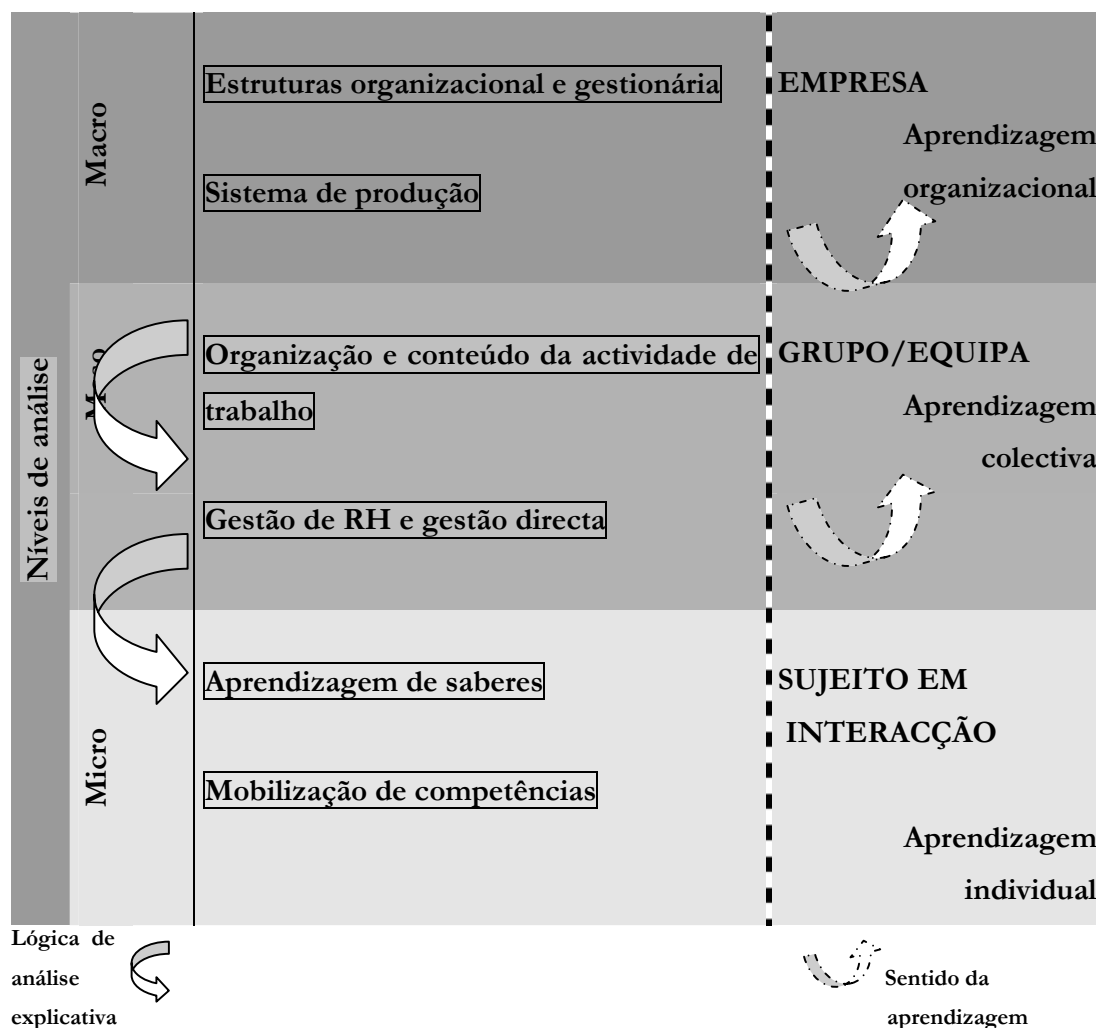 Níveis de análise
Macro
Estruturas organizacional e gestionária
Sistema de produção
EMPRESA
Aprendizagem
organizacional
Organização e conteúdo da actividade de
trabalho
Gestão de RH e gestão directa
GRUPO/EQUIPA
Aprendizagem
colectiva
Micro
Aprendizagem de saberes
Mobilização de competências
SUJEITO EM
INTERACÇÃO
Aprendizagem
individual
Lógica de
análise
explicativa
Sentido da
aprendizagem